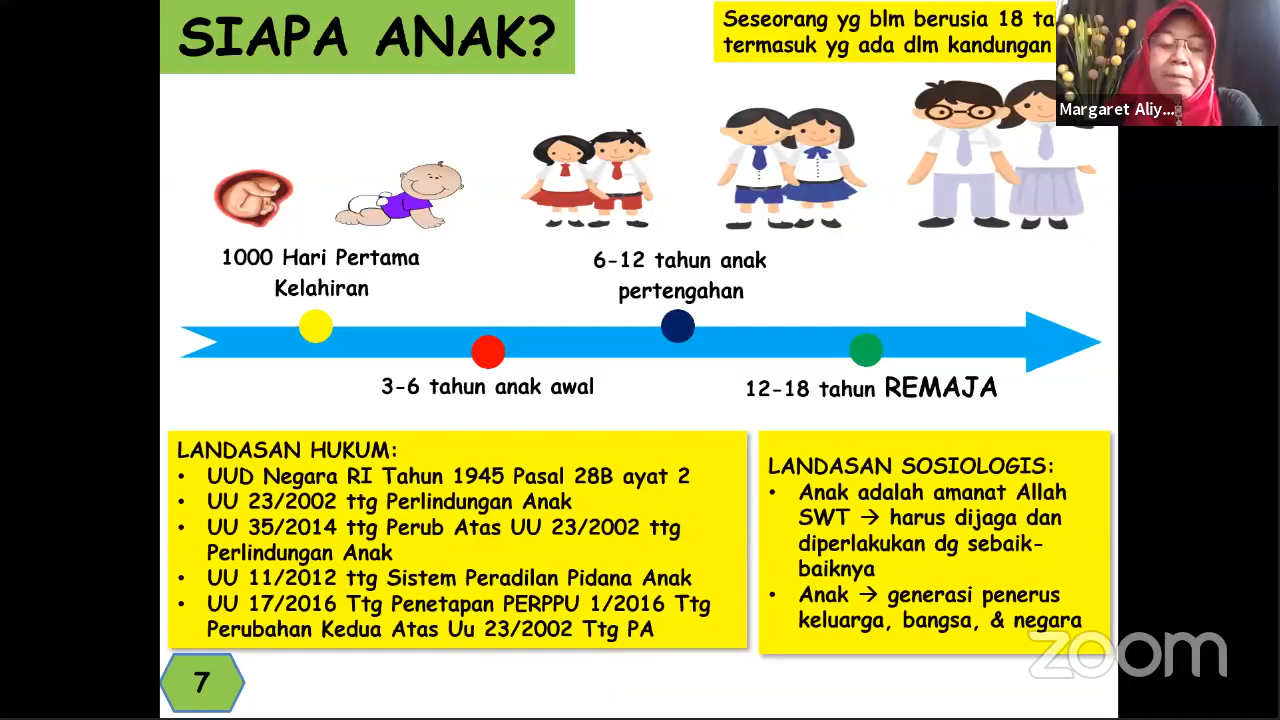 SIAPA ANAK?
Seseorang yg blm berusia 18
termasuk yg ada dlm kandungan
Margaret Aliy...
1000 Hari Pertama
Kelahiran
6-12 tahun anak
pertengahan
3-6 tahun anak awal
12-18 tahun REMAJA
LANDASAN HUKUM:
• UUD Negara RI Tahun 1945 Pasal 28B ayat 2
• UU 23/2002 ttg Perlindungan Anak
• UU 35/2014 ttg Perub Atas UU 23/2002 ttg
Perlindungan Anak
• UU 11/2012 ttg Sistem Peradilan Pidana Anak
• UU 17/2016 Ttg Penetapan PERPPU 1/2016 Ttg
Perubahan Kedua Atas Uu 23/2002 Ttg PA
LANDASAN SOSIOLOGIS:
• Anak adalah amanat Allah
SWT → harus dijaga dan
diperlakukan dg sebaik-
baiknya
• Anak → generasi penerus
keluarga, bangsa, & negara
zoom
7